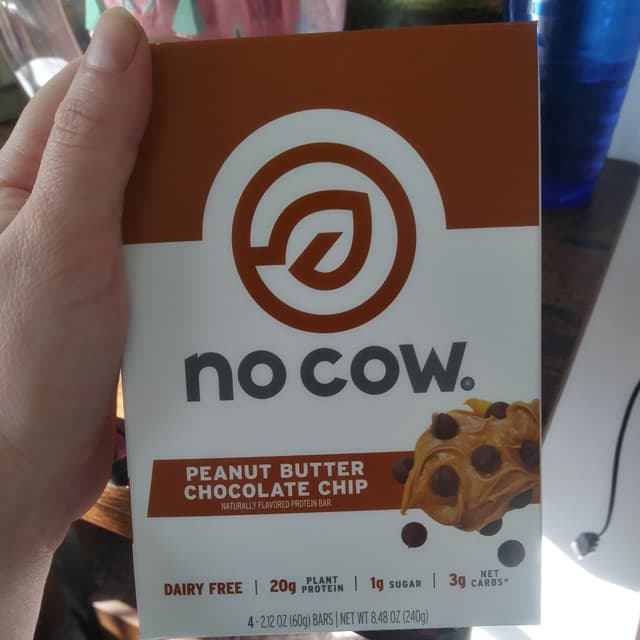 no cow.
PEANUT BUTTER
CHOCOLATE CHIP
NATURALLY FLAVORED PROTEIN BAR
DAIRY FREE | 20g PLANT PROTEIN | 1g SUGAR | 3g NET CARBS*
4 - 2.12 OZ (60g) BARS | NET WT 8.48 OZ (240g)